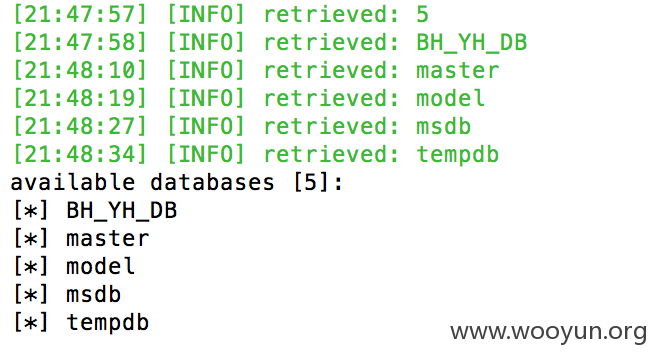 [21:47:57] [INFO] retrieved: 5
[21:47:58] [INFO] retrieved: BH_YH_DB
[21:48:10] [INFO] retrieved: master
[21:48:19] [INFO] retrieved: model
[21:48:27] [INFO] retrieved: msdb
[21:48:34] [INFO] retrieved: tempdb
available databases [5]:
[*] BH_YH_DB
[*] master
[*] model
[*] msdb
[*] tempdb
www.wooyun.org